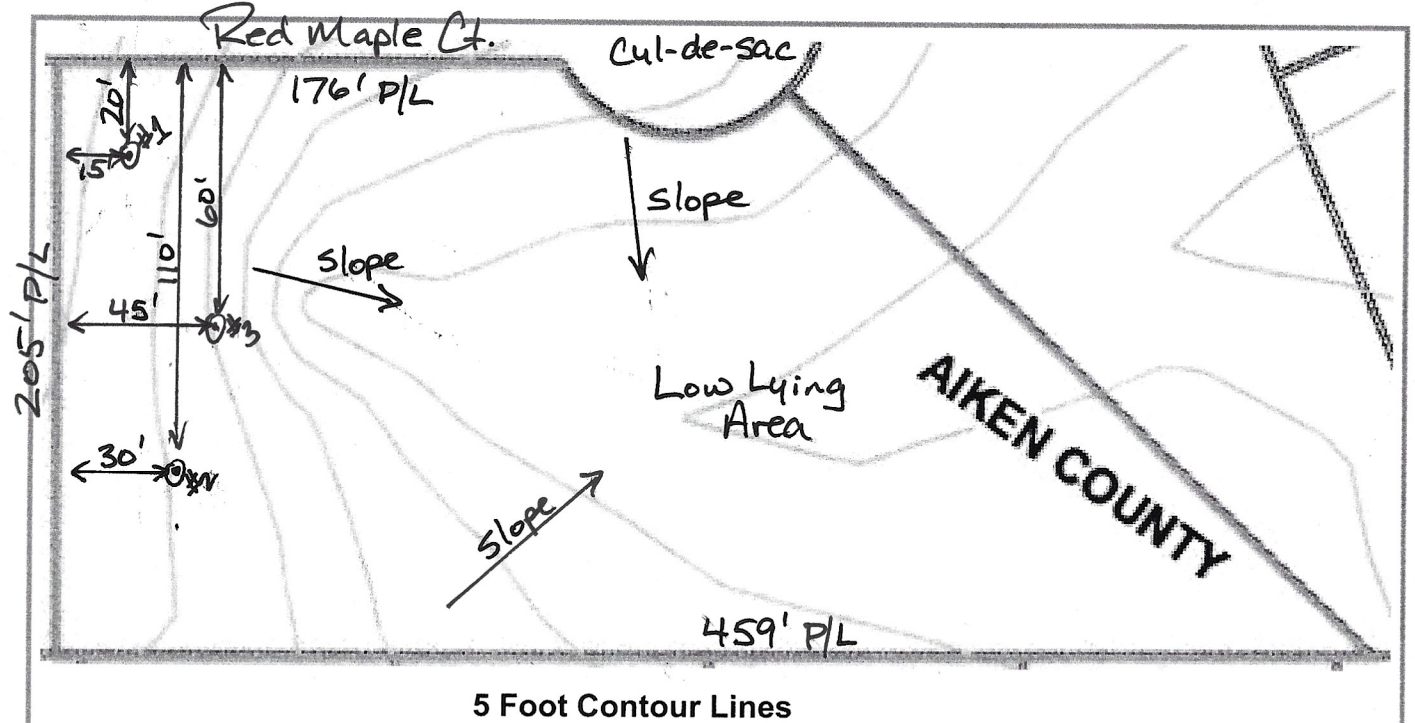 Red Maple Ct.
Cul-de-sac
176' P/L
20'
#1
15'
60'
110'
Slope
Slope
205' P/L
45'
#3
Low Lying
Area
AIKEN COUNTY
30'
#2
Slope
459' P/L
5 Foot Contour Lines